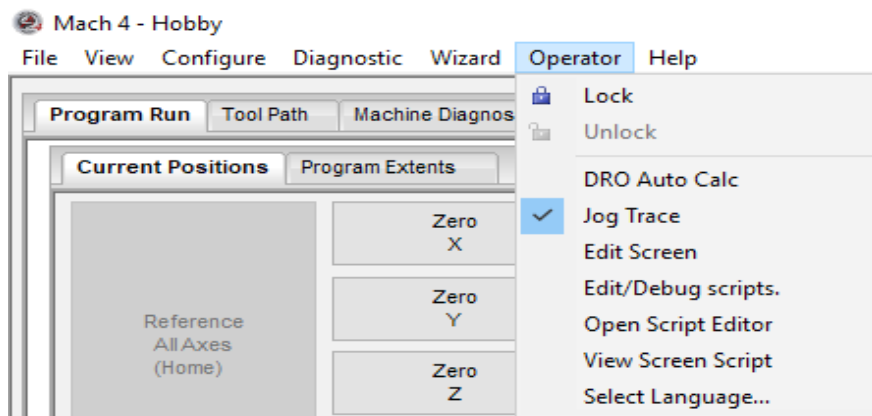 Mach 4 - Hobby
File View Configure Diagnostic Wizard Operator Help
Program Run Tool Path Machine Diagnos
Current Positions Program Extents
Reference
All Axes
(Home)
Zero
X
Zero
Y
Zero
Z
Lock
Unlock
DRO Auto Calc
Jog Trace
Edit Screen
Edit/Debug scripts.
Open Script Editor
View Screen Script
Select Language...